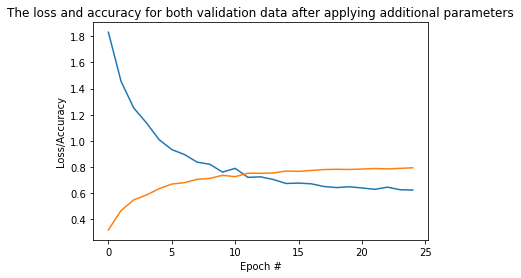 The loss and accuracy for both validation data after applying additional parameters
1.8
1.6
1.4
1.2
1.0
0.8
0.6
0.4
Loss/Accuracy
0 5 10 15 20 25
Epoch #